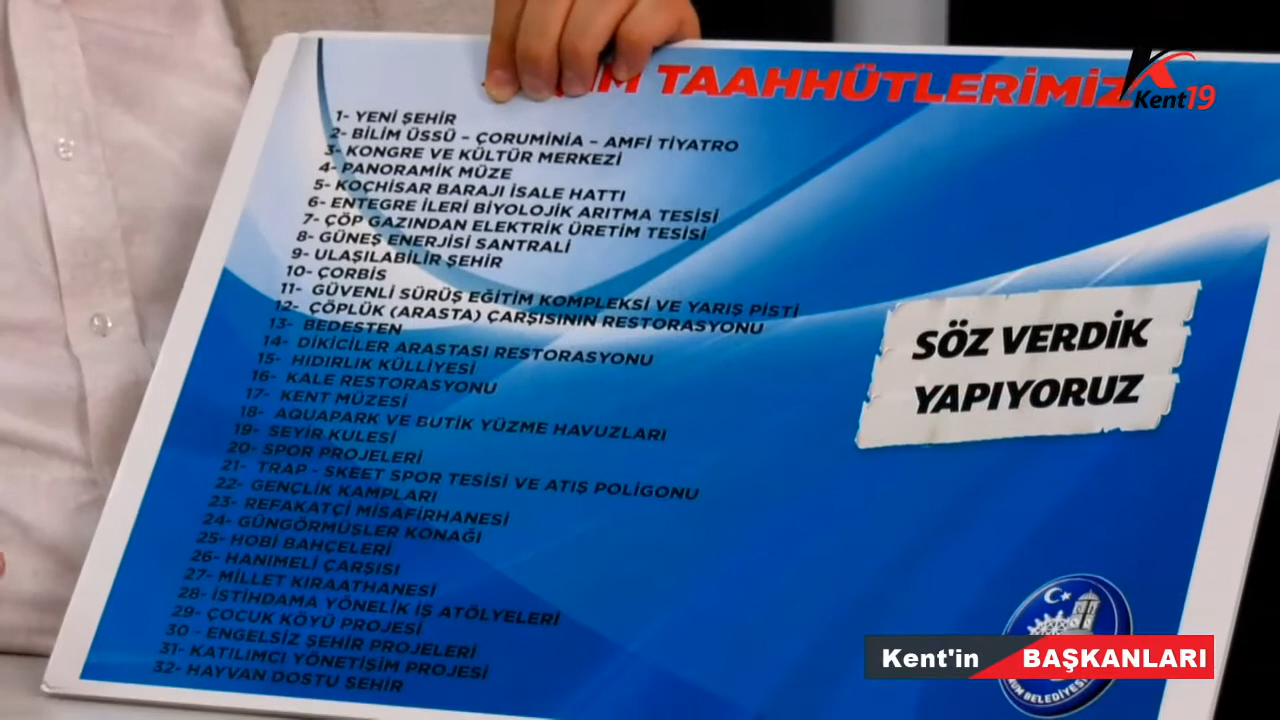 TAAHHÜTLERİMİZ
Kent19
1- YENİ ŞEHİR
2- BİLİM ÜSSÜ – ÇORUMİNİA – AMFİ TİYATRO
3- KONGRE VE KÜLTÜR MERKEZİ
4- PANORAMİK MÜZE
5- KOÇHİSAR BARAJI İSALE HATTI
6- ENTEGRE İLERİ BİYOLOJİK ARITMA TESİSİ
7- ÇÖP GAZINDAN ELEKTRİK ÜRETİM TESİSİ
8- GÜNEŞ ENERJİSİ SANTRALİ
9- ULAŞILABİLİR ŞEHİR
10- ÇORBİS
11- GÜVENLİ SÜRÜŞ EĞİTİM KOMPLEKSİ VE YARIŞ PİSTİ
12- ÇÖPLÜK (ARASTA) ÇARŞISININ RESTORASYONU
13- BEDESTEN
14- DİKİCİLER ARASTASI RESTORASYONU
15- HIDIRLIK KÜLLİYESİ
16- KALE RESTORASYONU
17- KENT MÜZESİ
18- AQUAPARK VE BUTİK YÜZME HAVUZLARI
19- SEYİR KULESİ
20- SPOR PROJELERİ
21- TRAP - SKEET SPOR TESİSİ VE ATIŞ POLİGONU
22- GENÇLİK KAMPLARI
23- REFAKATÇİ MİSAFİRHANESİ
24- GÜNGÖRMÜŞLER KONAĞI
25- HOBİ BAHÇELERİ
26- HANIMELİ ÇARŞISI
27- MİLLET KIRAATHANESİ
28- İSTİHDAMA YÖNELİK İŞ ATÖLYELERİ
29- ÇOCUK KÖYÜ PROJESİ
30 - ENGELSİZ ŞEHİR PROJELERİ
31- KATILIMCI YÖNETİŞİM PROJESİ
32- HAYVAN DOSTU ŞEHİR
SÖZ VERDİK
YAPIYORUZ
Kent'in BAŞKANLARI